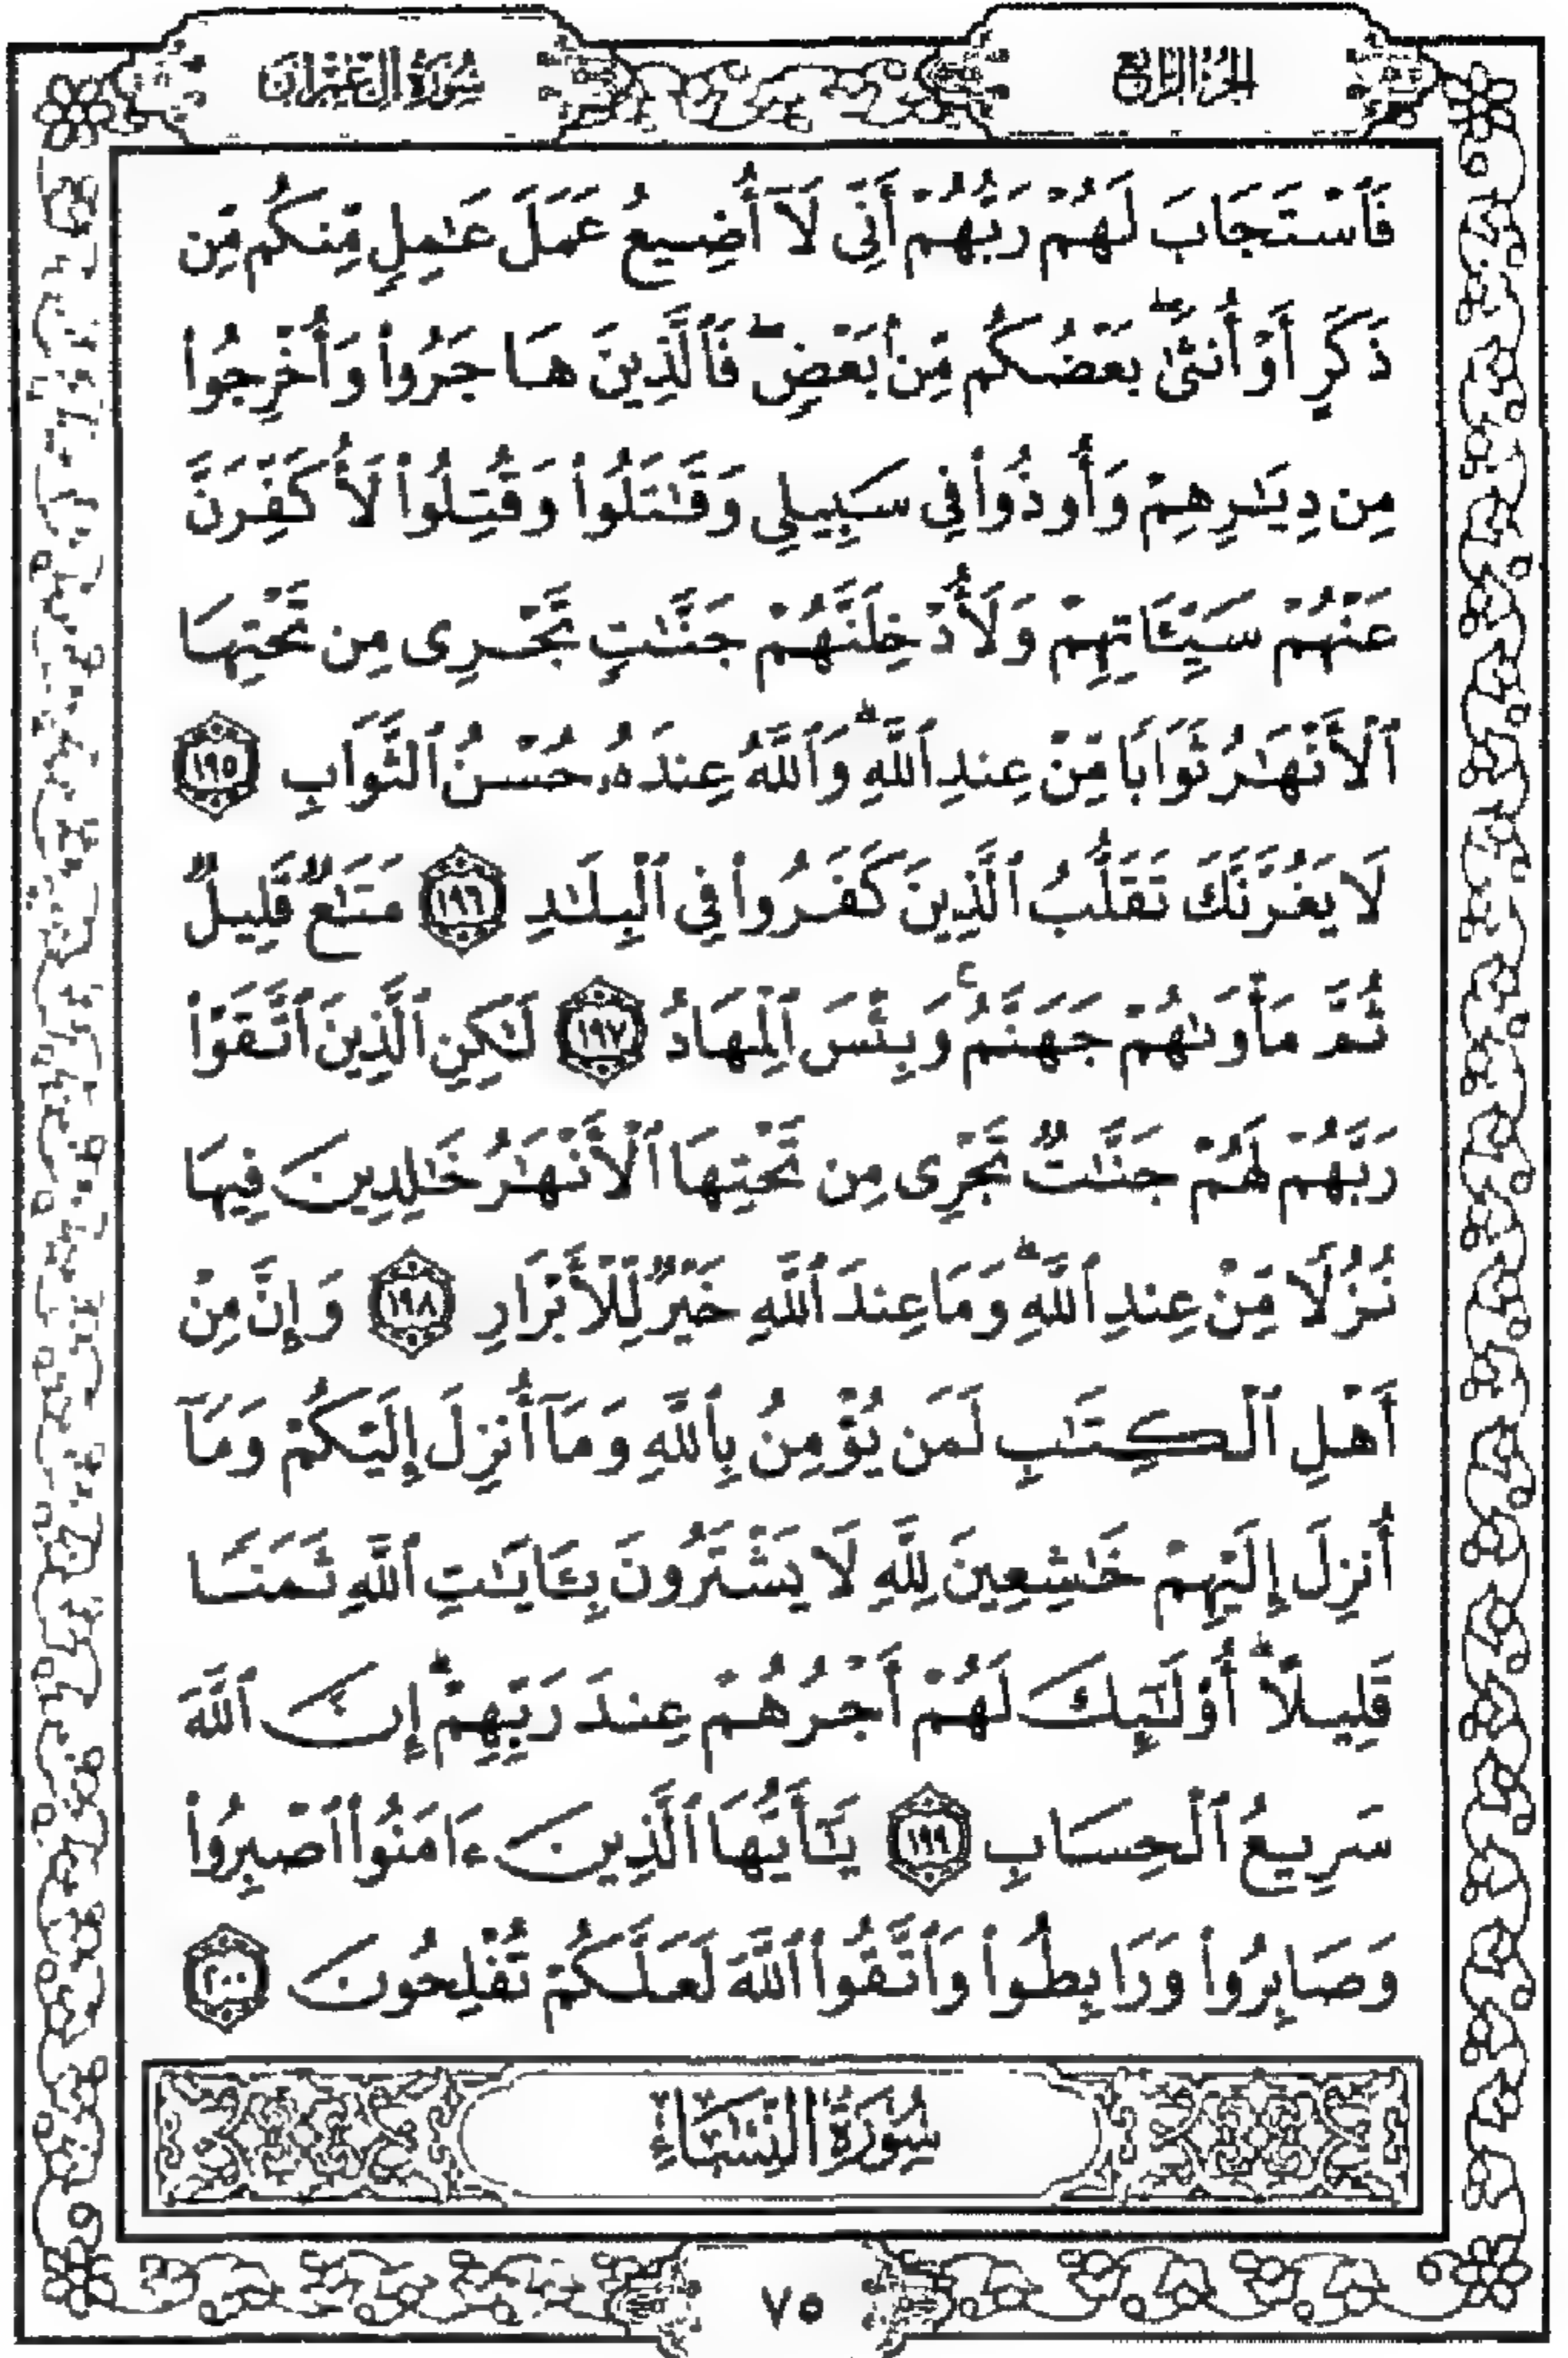 الجزء الرابع
سورة آل عمران
فَٱسْتَجَابَ لَهُمْ رَبُّهُمْ أَنِّى لَآ أُضِيعُ عَمَلَ عَـٰمِلٍ مِّنكُم مِّن
ذَكَرٍ أَوْ أُنثَىٰ ۖ بَعْضُكُم مِّنۢ بَعْضٍ ۖ فَٱلَّذِينَ هَاجَرُوا۟ وَأُخْرِجُوا۟
مِن دِيَـٰرِهِمْ وَأُوذُوا۟ فِى سَبِيلِى وَقَـٰتَلُوا۟ وَقُتِلُوا۟ لَأُكَفِّرَنَّ
عَنْهُمْ سَيِّـَٔاتِهِمْ وَلَأُدْخِلَنَّهُمْ جَنَّـٰتٍ تَجْرِى مِن تَحْتِهَا
ٱلْأَنْهَـٰرُ ثَوَابًا مِّنْ عِندِ ٱللَّهِ ۗ وَٱللَّهُ عِندَهُۥ حُسْنُ ٱلثَّوَابِ ١٩٥
لَا يَغُرَّنَّكَ تَقَلُّبُ ٱلَّذِينَ كَفَرُوا۟ فِى ٱلْبِلَـٰدِ ١٩٦ مَتَـٰعٌ قَلِيلٌ
ثُمَّ مَأْوَىٰهُمْ جَهَنَّمُ ۚ وَبِئْسَ ٱلْمِهَادُ ١٩٧ لَـٰكِنِ ٱلَّذِينَ ٱتَّقَوْا۟
رَبَّهُمْ لَهُمْ جَنَّـٰتٌ تَجْرِى مِن تَحْتِهَا ٱلْأَنْهَـٰرُ خَـٰلِدِينَ فِيهَا
نُزُلًا مِّنْ عِندِ ٱللَّهِ ۗ وَمَا عِندَ ٱللَّهِ خَيْرٌ لِّلْأَبْرَارِ ١٩٨ وَإِنَّ مِنْ
أَهْلِ ٱلْكِتَـٰبِ لَمَن يُؤْمِنُ بِٱللَّهِ وَمَآ أُنزِلَ إِلَيْكُمْ وَمَآ
أُنزِلَ إِلَيْهِمْ خَـٰشِعِينَ لِلَّهِ لَا يَشْتَرُونَ بِـَٔايَـٰتِ ٱللَّهِ ثَمَنًا
قَلِيلًا ۗ أُو۟لَـٰٓئِكَ لَهُمْ أَجْرُهُمْ عِندَ رَبِّهِمْ ۗ إِنَّ ٱللَّهَ
سَرِيعُ ٱلْحِسَابِ ١٩٩ يَـٰٓأَيُّهَا ٱلَّذِينَ ءَامَنُوا۟ ٱصْبِرُوا۟
وَصَابِرُوا۟ وَرَابِطُوا۟ وَٱتَّقُوا۟ ٱللَّهَ لَعَلَّكُمْ تُفْلِحُونَ ٢٠٠
سُورَةُ النِّسَاءِ
٧٥